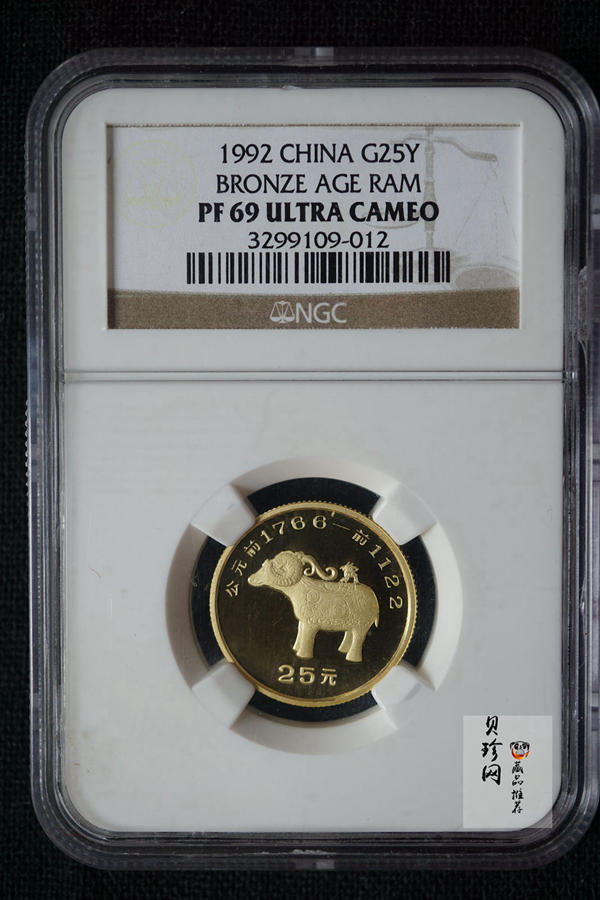 1992 CHINA G25Y
BRONZE AGE RAM
PF 69 ULTRA CAMEO
3299109-012
NGC
公元前1766—前1122
25元
贝珍网
藏品推荐